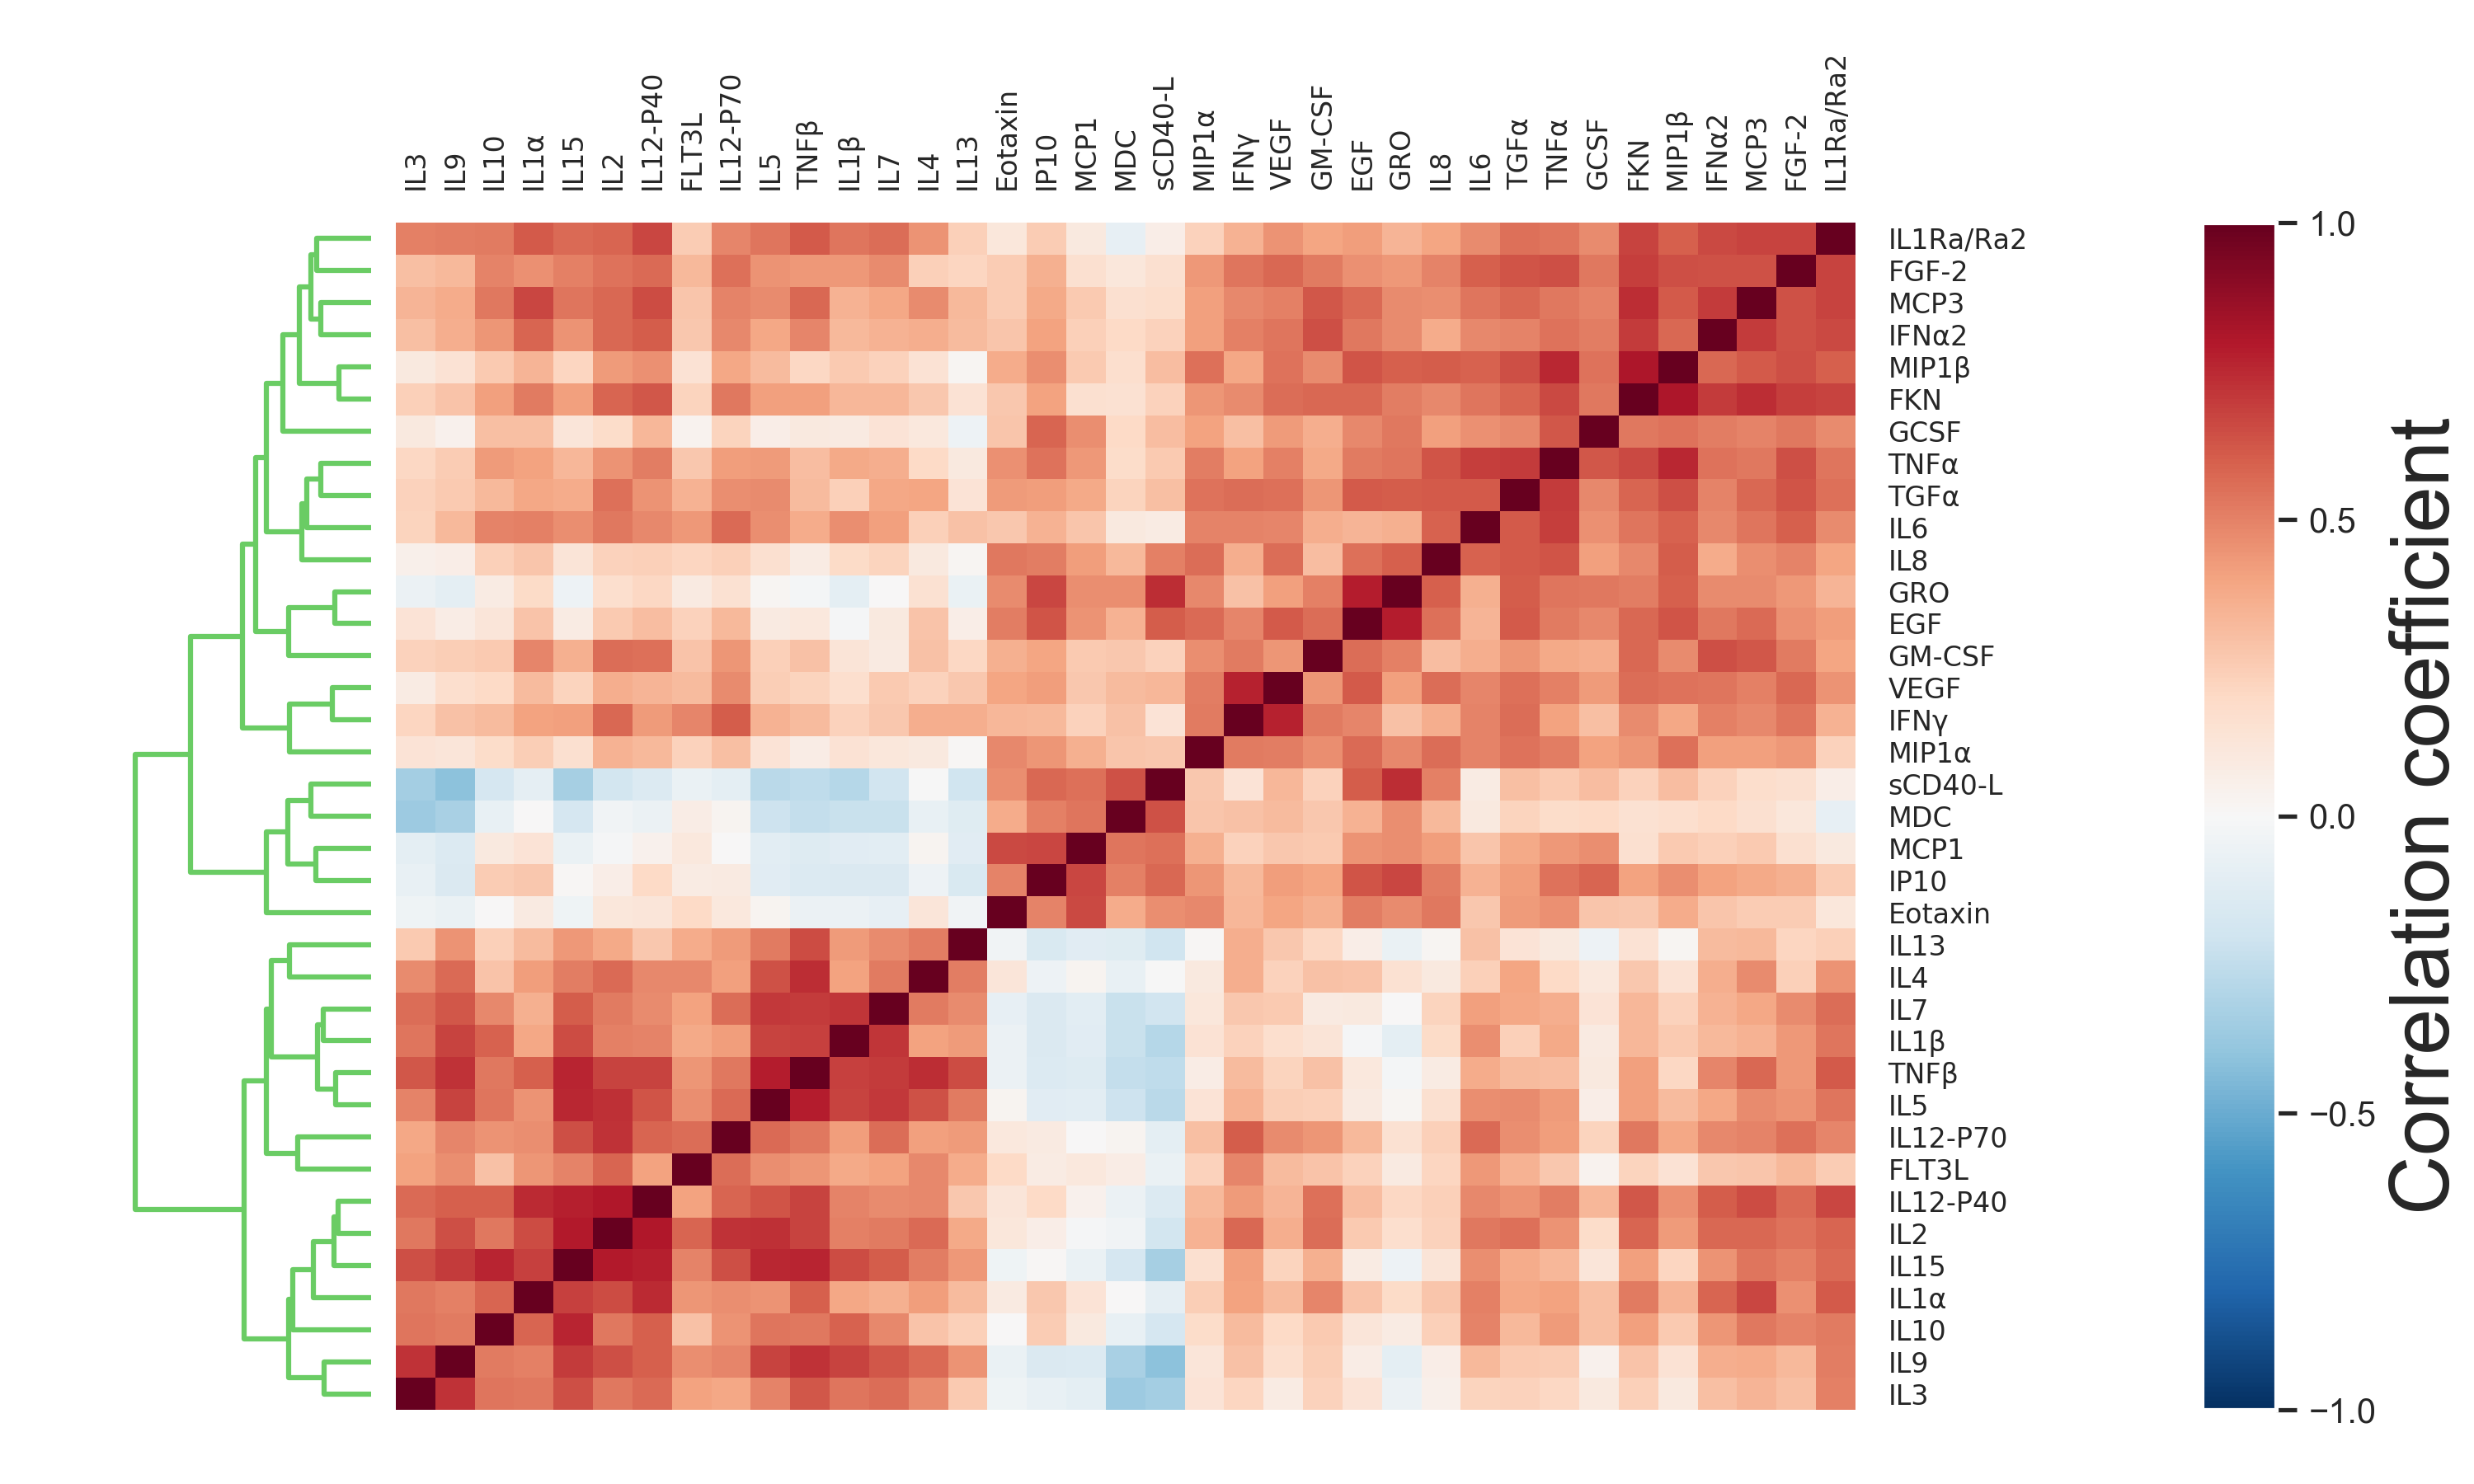 IL3
IL9
IL10
IL1α
IL15
IL2
IL12-P40
FLT3L
IL12-P70
IL5
TNFβ
IL1β
IL7
IL4
IL13
Eotaxin
IP10
MCP1
MDC
sCD40-L
MIP1α
IFNγ
VEGF
GM-CSF
EGF
GRO
IL8
IL6
TGFα
TNFα
GCSF
FKN
MIP1β
IFNα2
MCP3
FGF-2
IL1Ra/Ra2
IL1Ra/Ra2
FGF-2
MCP3
IFNα2
MIP1β
FKN
GCSF
TNFα
TGFα
IL6
IL8
GRO
EGF
GM-CSF
VEGF
IFNγ
MIP1α
sCD40-L
MDC
MCP1
IP10
Eotaxin
IL13
IL4
IL7
IL1β
TNFβ
IL5
IL12-P70
FLT3L
IL12-P40
IL2
IL15
IL1α
IL10
IL9
IL3
1.0
0.5
0.0
−0.5
−1.0
Correlation coefficient